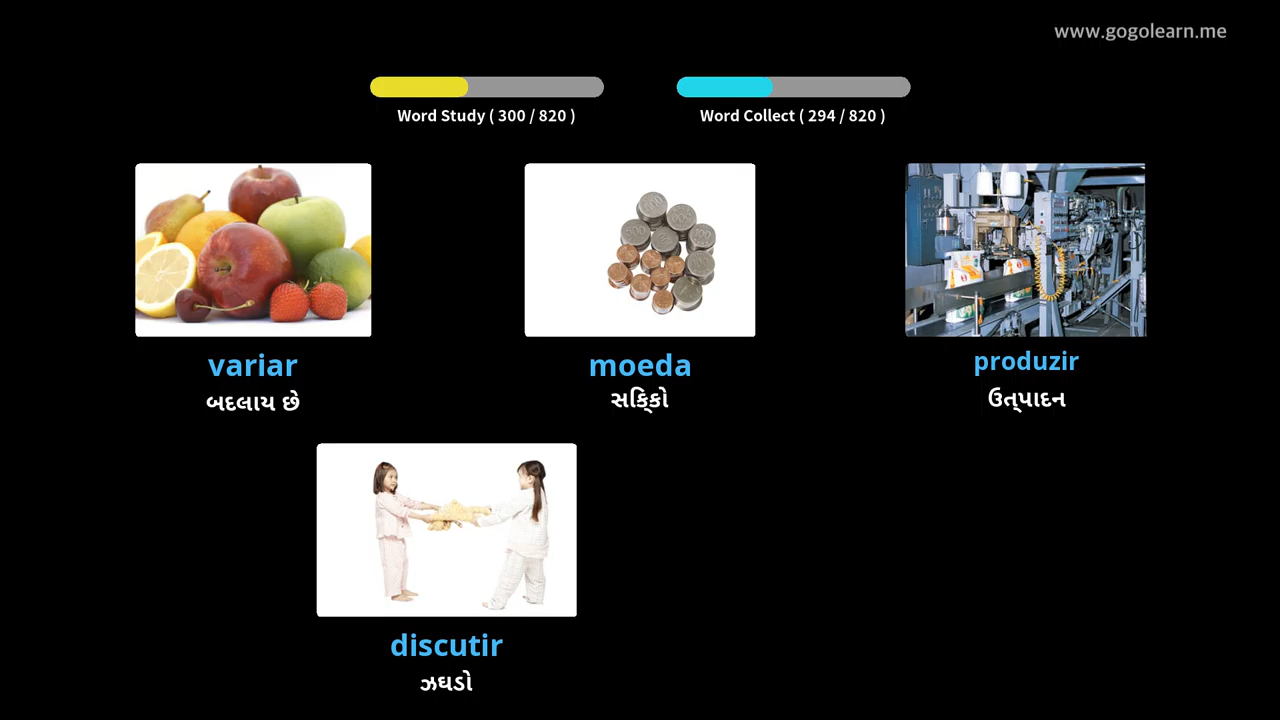 www.gogolearn.me
Word Study ( 300 / 820 )
Word Collect ( 294 / 820 )
variar
બદલાય છે
moeda
સિક્કો
produzir
ઉત્પાદન
discutir
ઝઘડો